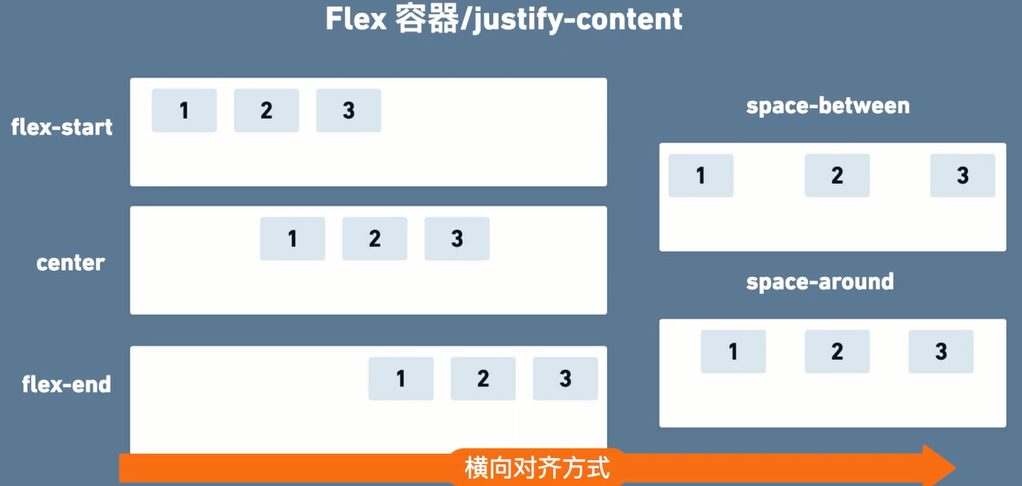 Flex 容器/justify-content
flex-start
1 2 3
center
1 2 3
flex-end
1 2 3
space-between
1 2 3
space-around
1 2 3
横向对齐方式